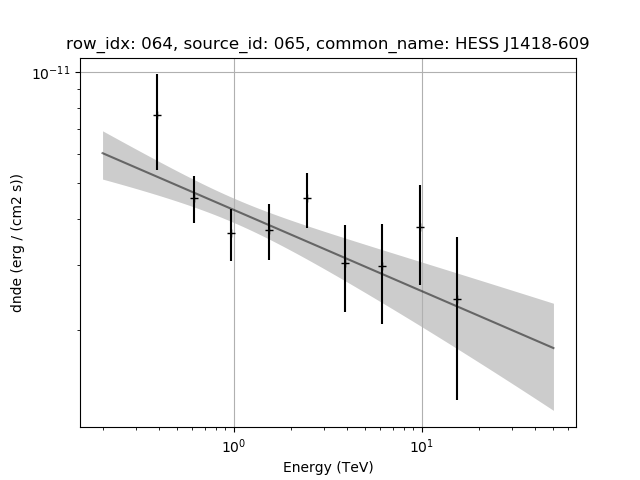 row_idx: 064, source_id: 065, common_name: HESS J1418-609
10⁻¹¹
dnde (erg / (cm2 s))
10⁰ 10¹
Energy (TeV)